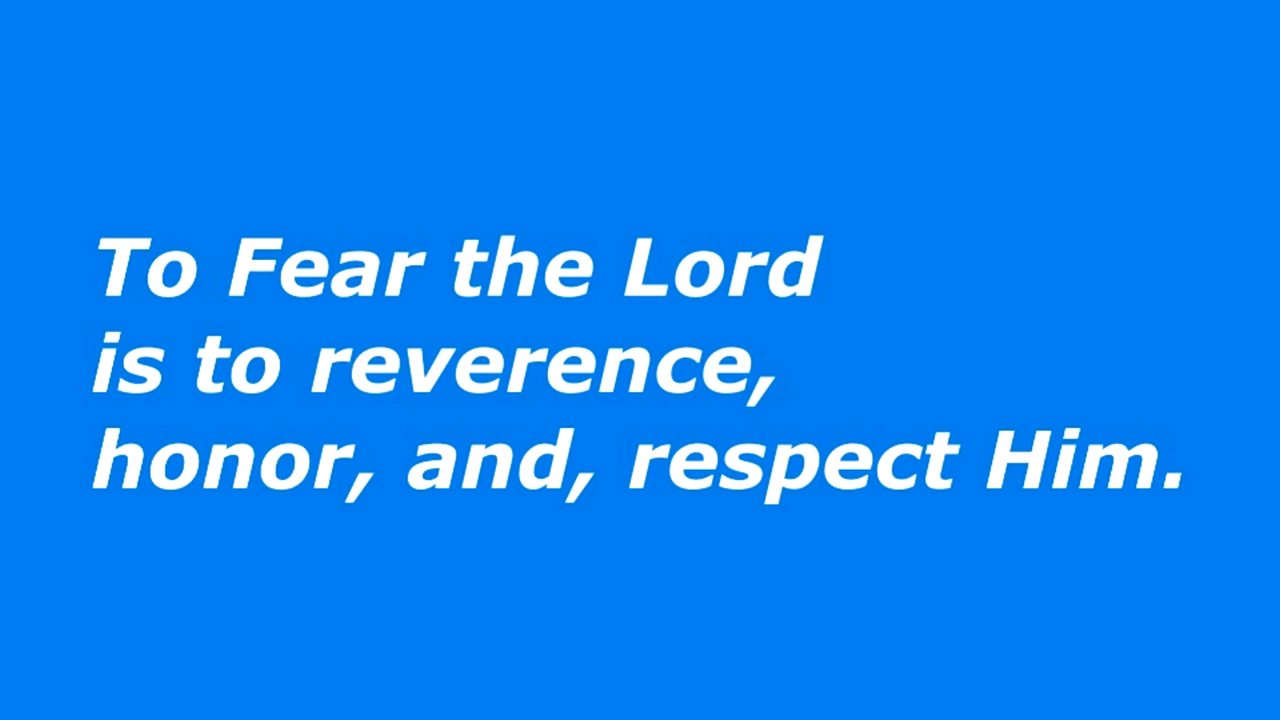 To Fear the Lord
is to reverence,
honor, and, respect Him.